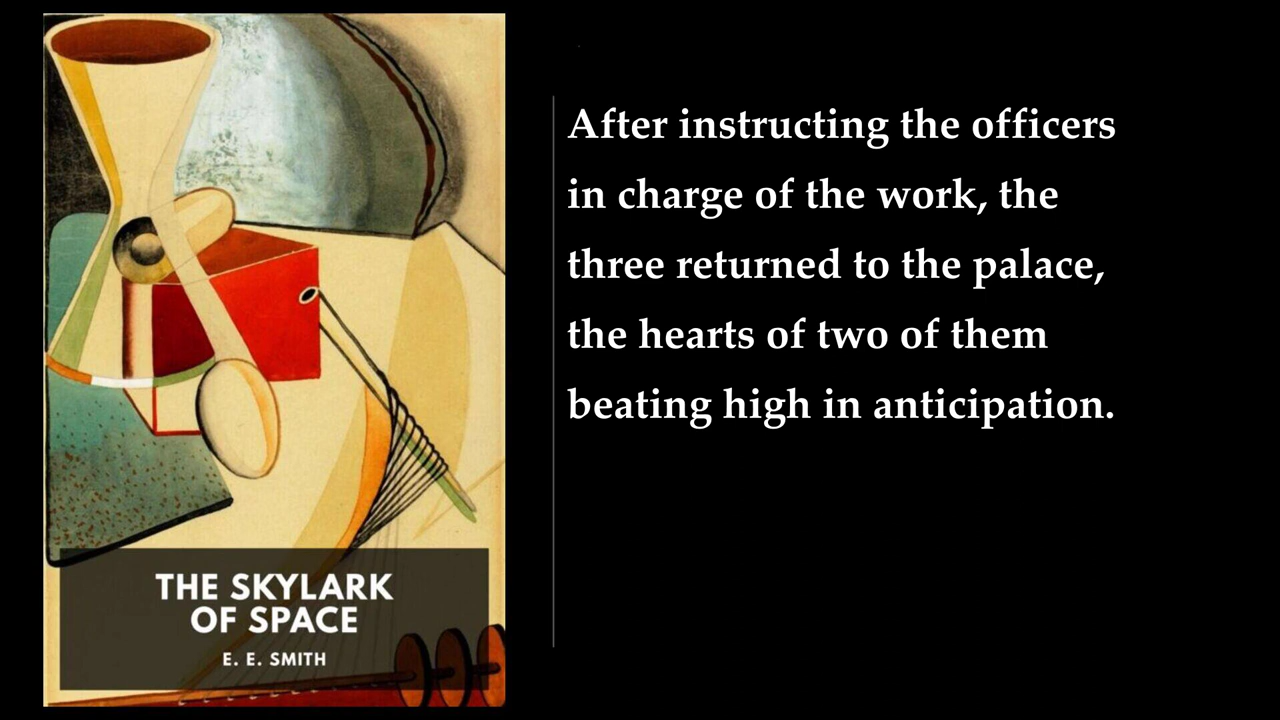 THE SKYLARK
OF SPACE
E. E. SMITH
After instructing the officers
in charge of the work, the
three returned to the palace,
the hearts of two of them
beating high in anticipation.